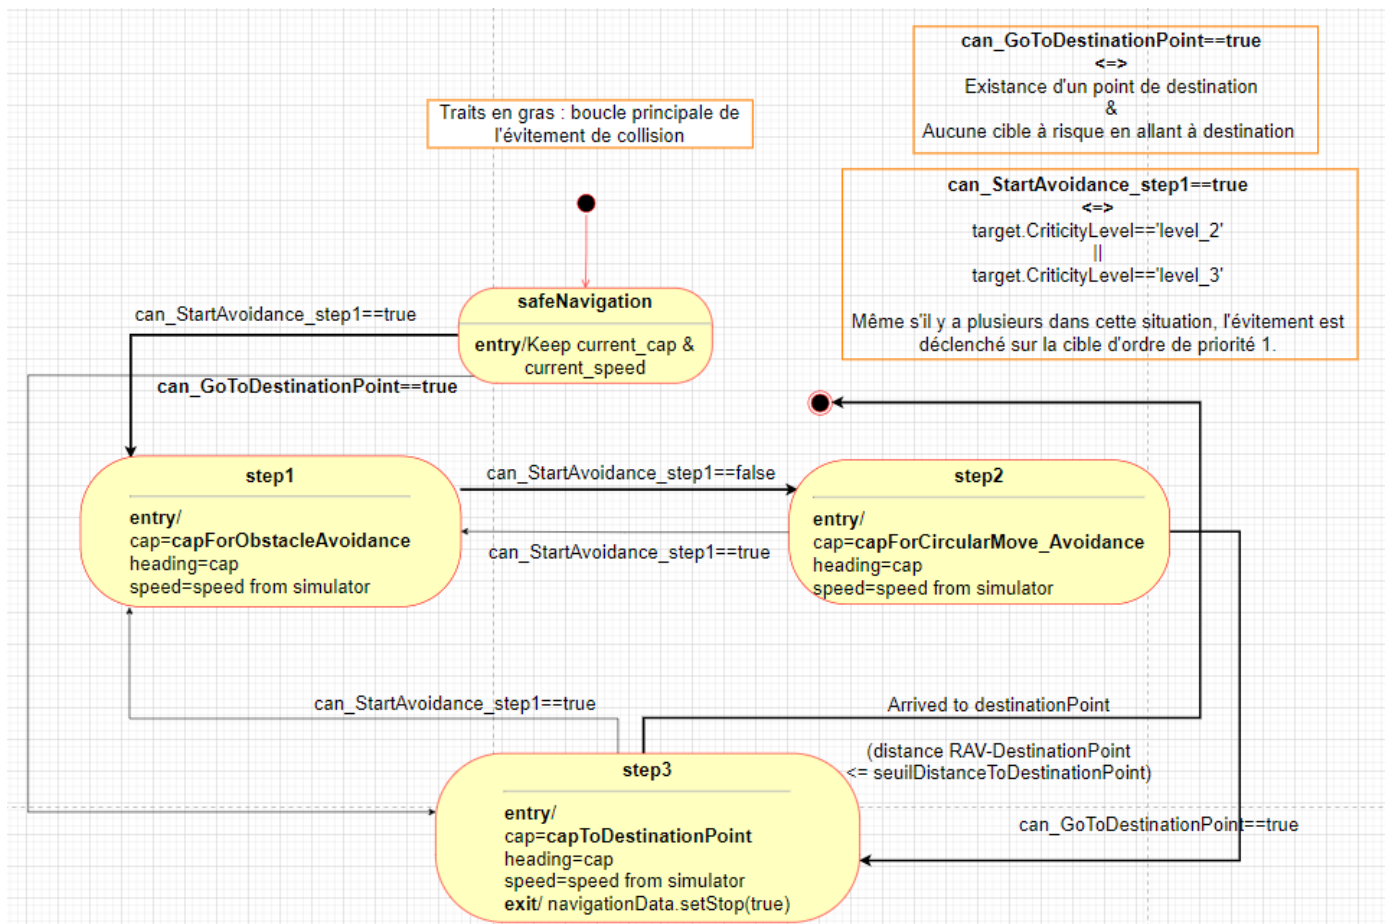 can_GoToDestinationPoint==true
<=>
Existance d'un point de destination
&
Aucune cible à risque en allant à destination
Traits en gras : boucle principale de
l'évitement de collision
can_StartAvoidance_step1==true
<=>
target.CriticityLevel=='level_2'
||
target.CriticityLevel=='level_3'
Même s'il y a plusieurs dans cette situation, l'évitement est
déclenché sur la cible d'ordre de priorité 1.
safeNavigation
entry/Keep current_cap &
current_speed
can_StartAvoidance_step1==true
can_GoToDestinationPoint==true
step1
entry/
cap=capForObstacleAvoidance
heading=cap
speed=speed from simulator
can_StartAvoidance_step1==false
can_StartAvoidance_step1==true
step2
entry/
cap=capForCircularMove_Avoidance
heading=cap
speed=speed from simulator
can_StartAvoidance_step1==true
Arrived to destinationPoint
(distance RAV-DestinationPoint
<= seuilDistanceToDestinationPoint)
can_GoToDestinationPoint==true
step3
entry/
cap=capToDestinationPoint
heading=cap
speed=speed from simulator
exit/ navigationData.setStop(true)